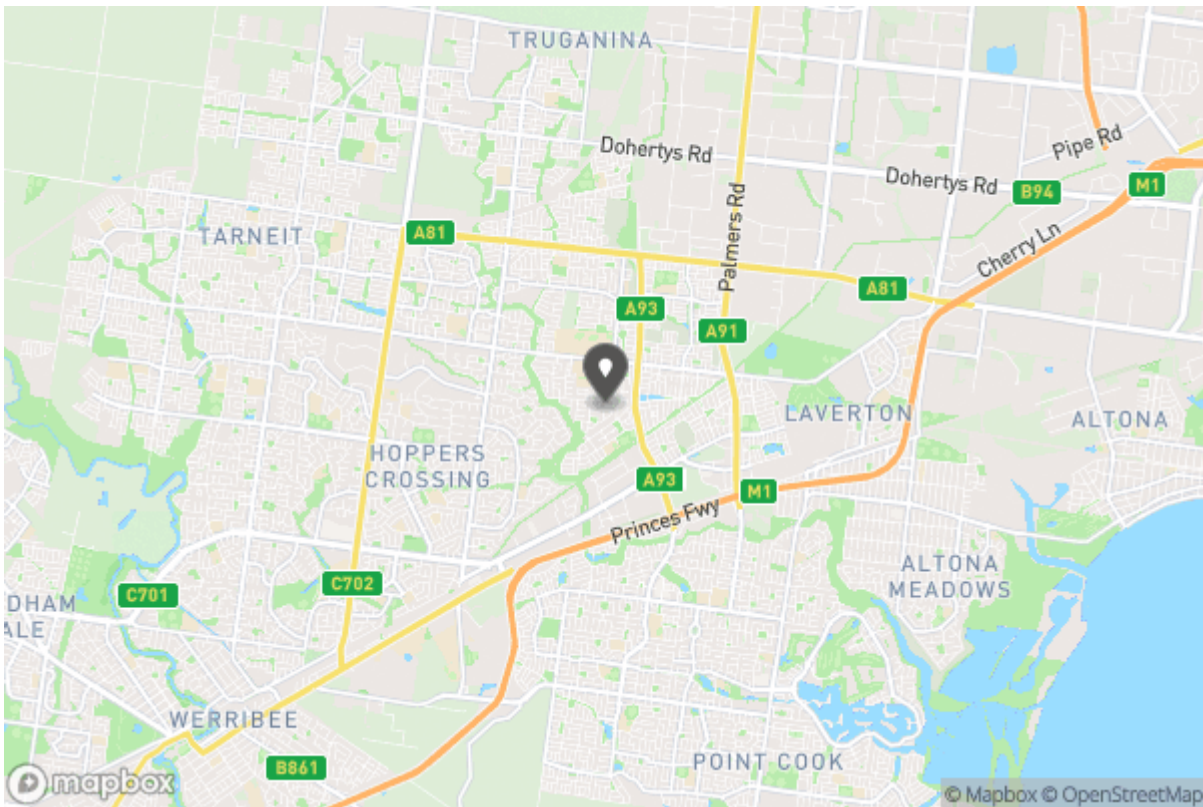 TRUGANINA
Dohertys Rd
Pipe Rd
Dohertys Rd
B94
M1
TARNEIT
A81
Palmers Rd
Cherry Ln
A81
A93
A91
LAVERTON
ALTONA
HOPPERS
CROSSING
A93
M1
Princes Fwy
ALTONA
MEADOWS
C702
C701
DHAM
ALE
WERRIBEE
B861
POINT COOK
mapbox
© Mapbox © OpenStreetMap